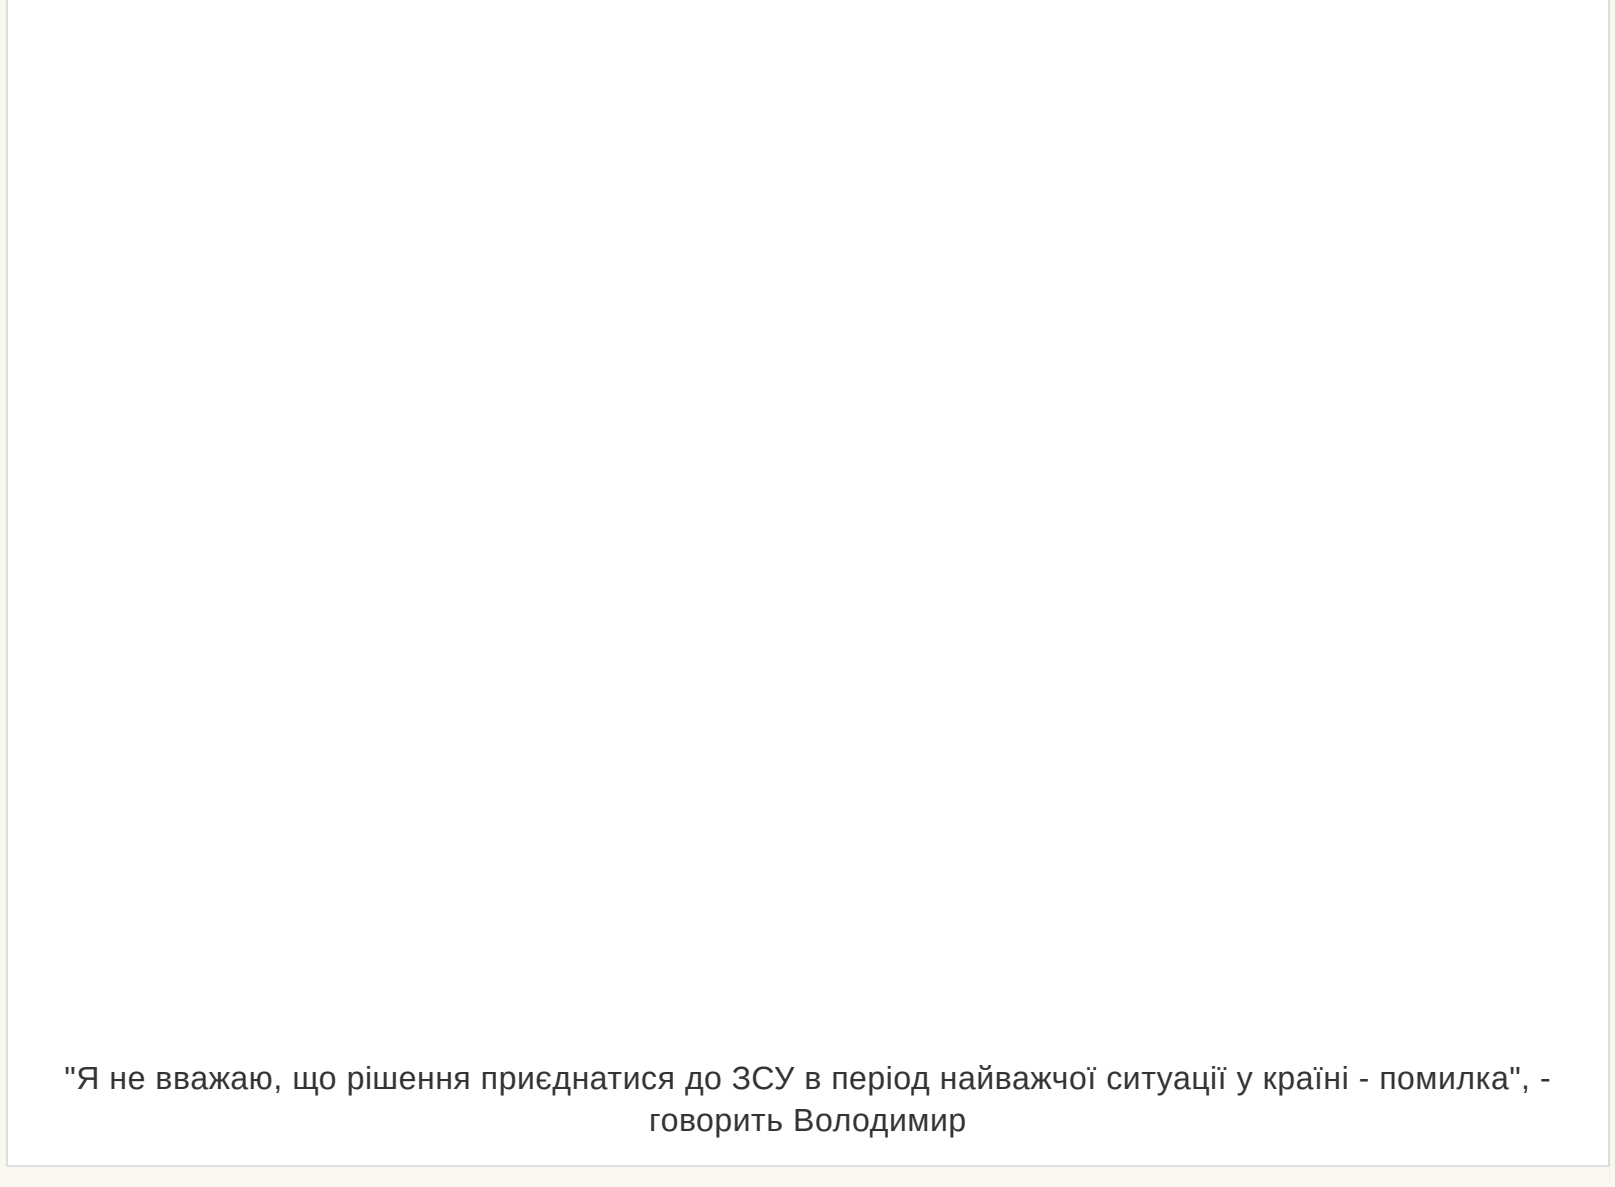 "Я не вважаю, що рішення приєднатися до ЗСУ в період найважчої ситуації у країні - помилка", -
говорить Володимир